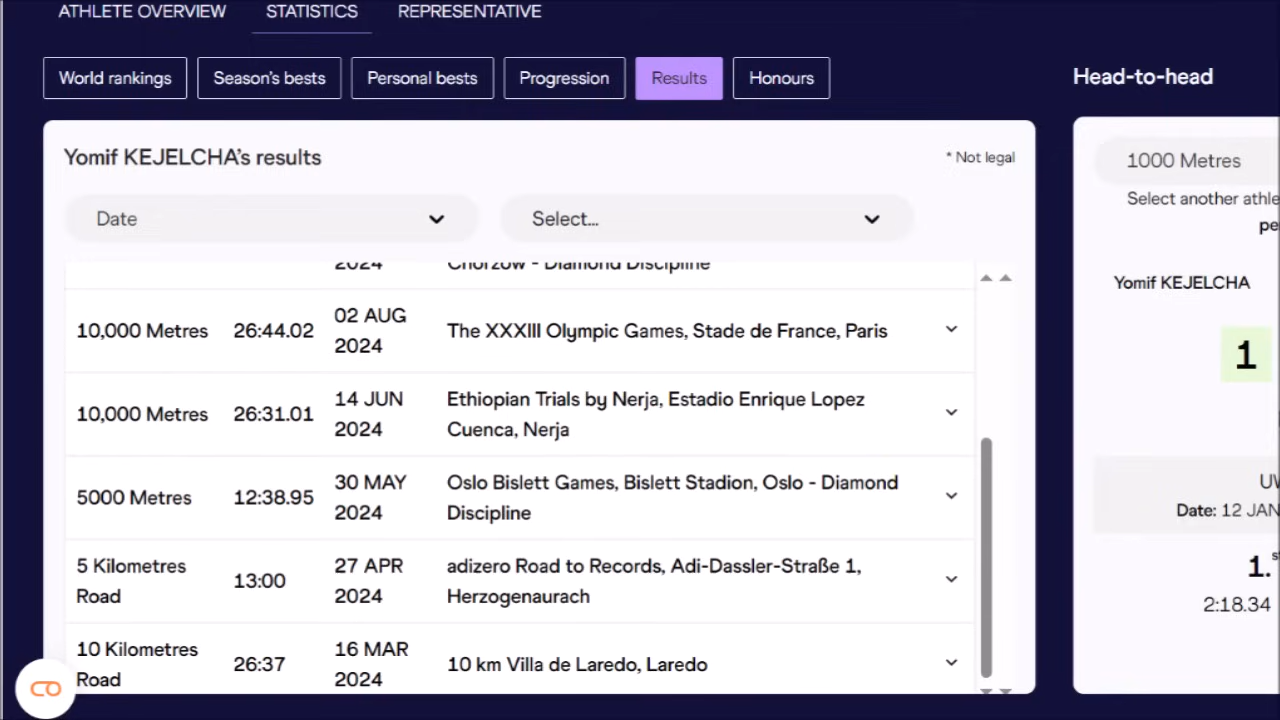 ATHLETE OVERVIEW STATISTICS REPRESENTATIVE
World rankings Season's bests Personal bests Progression Results Honours
Head-to-head
Yomif KEJELCHA's results
* Not legal
Date Select...
2024 Chorzów - Diamond Discipline
10,000 Metres 26:44.02 02 AUG 2024 The XXXIII Olympic Games, Stade de France, Paris
10,000 Metres 26:31.01 14 JUN 2024 Ethiopian Trials by Nerja, Estadio Enrique Lopez
Cuenca, Nerja
5000 Metres 12:38.95 30 MAY 2024 Oslo Bislett Games, Bislett Stadion, Oslo - Diamond
Discipline
5 Kilometres Road 13:00 27 APR 2024 adizero Road to Records, Adi-Dassler-Straße 1,
Herzogenaurach
10 Kilometres Road 26:37 16 MAR 2024 10 km Villa de Laredo, Laredo
1000 Metres
Select another athle
pe
Yomif KEJELCHA
1
Date: 12 JAN
1.
2:18.34